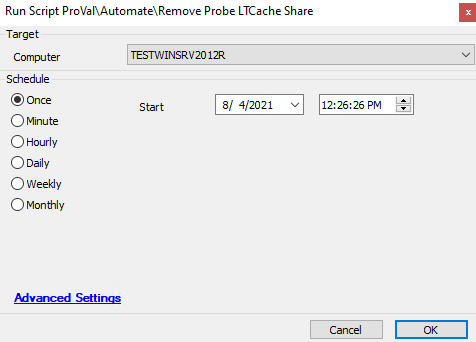 Run Script ProVal\Automate\Remove Probe LTCache Share x
Target
Computer TESTWINSRV2012R
Schedule
Once Start 8/ 4/2021 12:26:26 PM
Minute
Hourly
Daily
Weekly
Monthly
Advanced Settings
Cancel OK